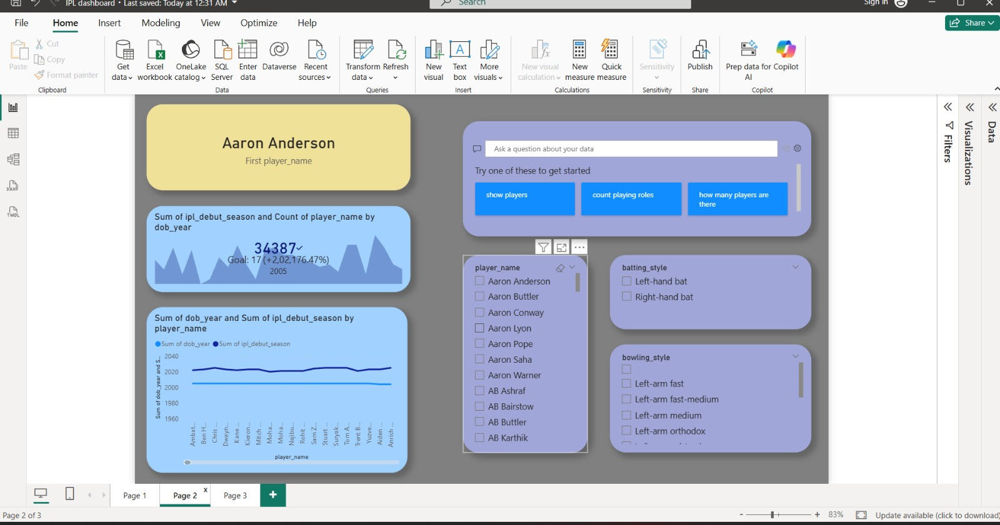 IPL dashboard • Last saved: Today at 12:31 AM
Search
Sign in
File
Home
Insert
Modeling
View
Optimize
Help
Share
Paste
Cut
Copy
Format painter
Clipboard
Get data
Excel workbook
OneLake catalog
SQL Server
Enter data
Dataverse
Recent sources
Data
Transform data
Refresh
Queries
New visual
Text box
More visuals
Insert
New visual calculation
New measure
Quick measure
Calculations
Sensitivity
Sensitivity
Publish
Share
Prep data for AI
Copilot
Copilot
DAX
TMDL
Aaron Anderson
First player_name
Sum of ipl_debut_season and Count of player_name by
dob_year
34387
Goal: 17 (+2,02,176.47%)
2005
Sum of dob_year and Sum of ipl_debut_season by
player_name
Sum of dob_year
Sum of ipl_debut_season
Sum of dob_year and S...
2040
2020
2000
1980
1960
Ambat...
Ben H...
Chris ...
Dwayn...
Kane ...
Kieron...
Mitch ...
Moha...
Moha...
Najibu...
Rohit ...
Sam Z...
Stuart ...
Suryak...
Tom A...
Trent B...
Yuzve...
Aiden ...
Anrich ...
player_name
Ask a question about your data
Try one of these to get started
show players
count playing roles
how many players are
there
player_name
Aaron Anderson
Aaron Buttler
Aaron Conway
Aaron Lyon
Aaron Pope
Aaron Saha
Aaron Warner
AB Ashraf
AB Bairstow
AB Buttler
AB Karthik
batting_style
Left-hand bat
Right-hand bat
bowling_style
Left-arm fast
Left-arm fast-medium
Left-arm medium
Left-arm orthodox
Filters
Visualizations
Data
Page 1
Page 2
x
Page 3
+
Page 2 of 3
- + 83%
Update available (click to download)